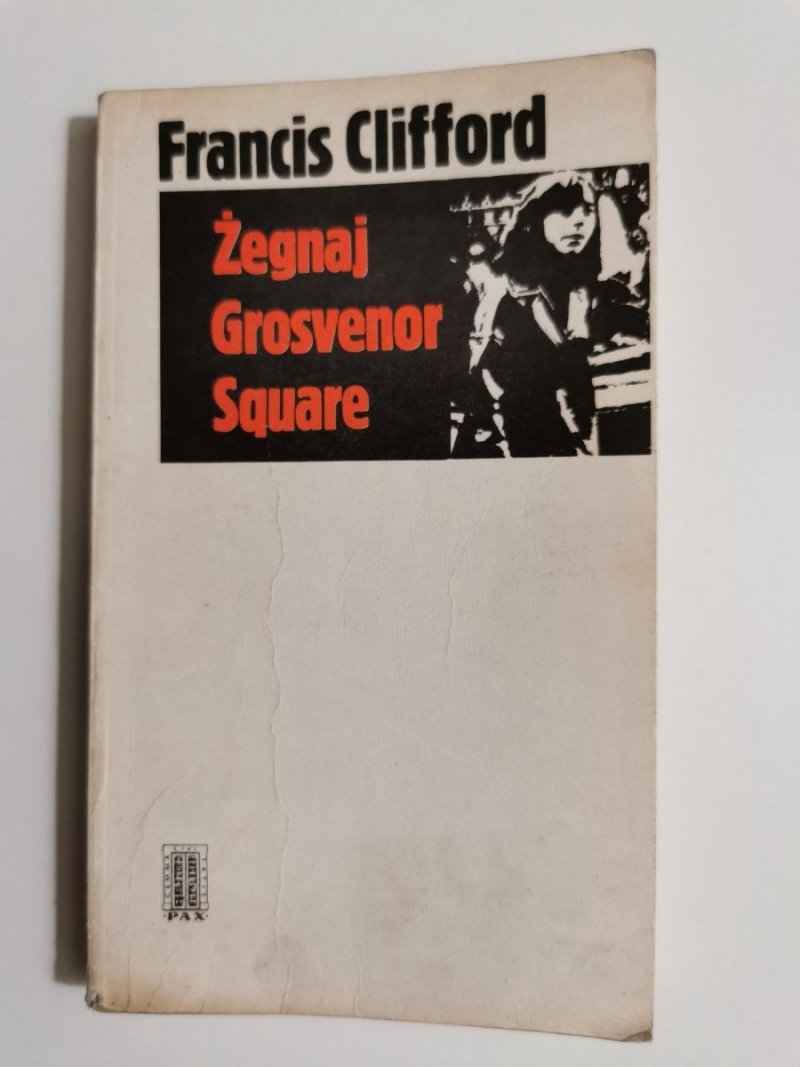 Francis Clifford
Żegnaj
Grosvenor
Square
PAX